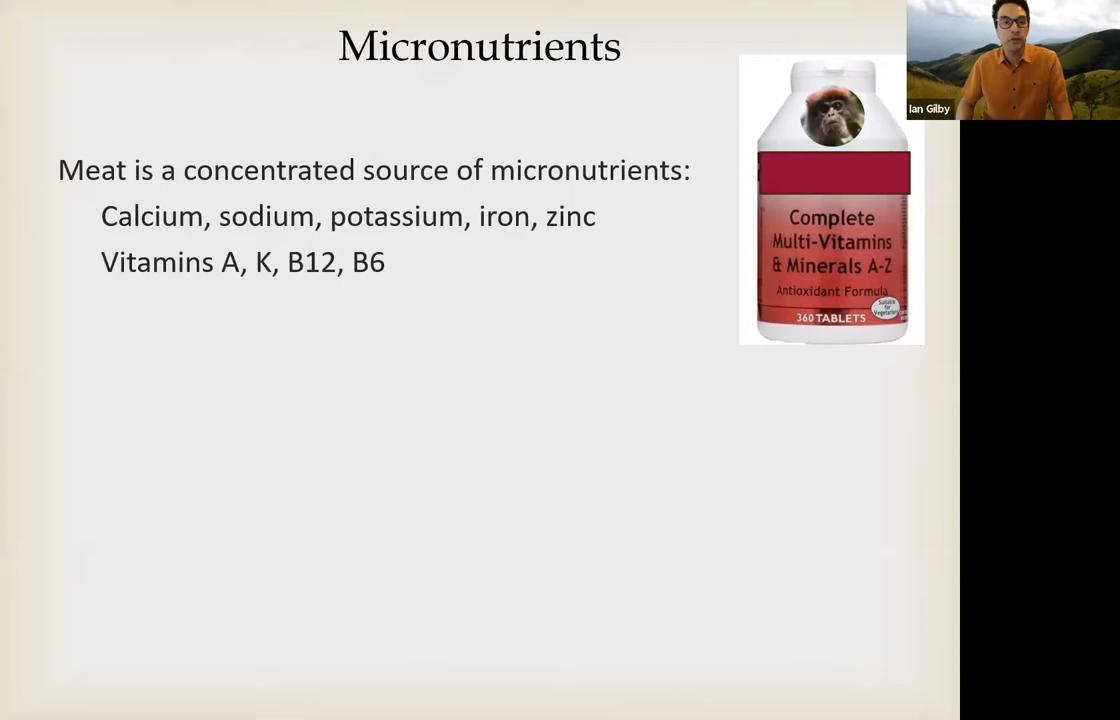 Micronutrients
Ian Gilby
Meat is a concentrated source of micronutrients:
Calcium, sodium, potassium, iron, zinc
Vitamins A, K, B12, B6
Complete
Multi-Vitamins
& Minerals A-Z
Antioxidant Formula
Suitable
for
Vegetarians
360 TABLETS